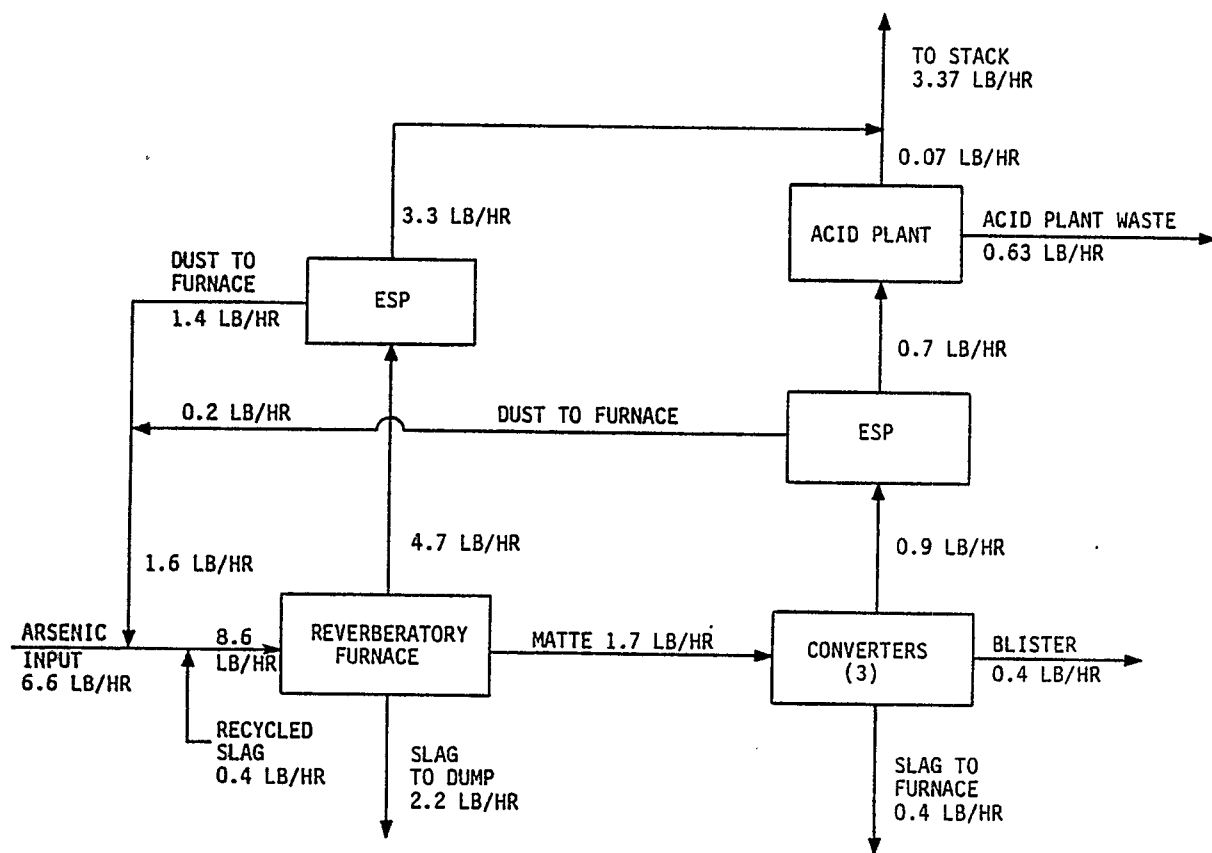 TO STACK
3.37 LB/HR
0.07 LB/HR
3.3 LB/HR
ACID PLANT
ACID PLANT WASTE
0.63 LB/HR
DUST TO
FURNACE
1.4 LB/HR
ESP
0.7 LB/HR
0.2 LB/HR
DUST TO FURNACE
ESP
4.7 LB/HR
0.9 LB/HR
1.6 LB/HR
ARSENIC
INPUT
6.6 LB/HR
8.6
LB/HR
REVERBERATORY
FURNACE
MATTE 1.7 LB/HR
CONVERTERS
(3)
BLISTER
0.4 LB/HR
RECYCLED
SLAG
0.4 LB/HR
SLAG
TO DUMP
2.2 LB/HR
SLAG TO
FURNACE
0.4 LB/HR